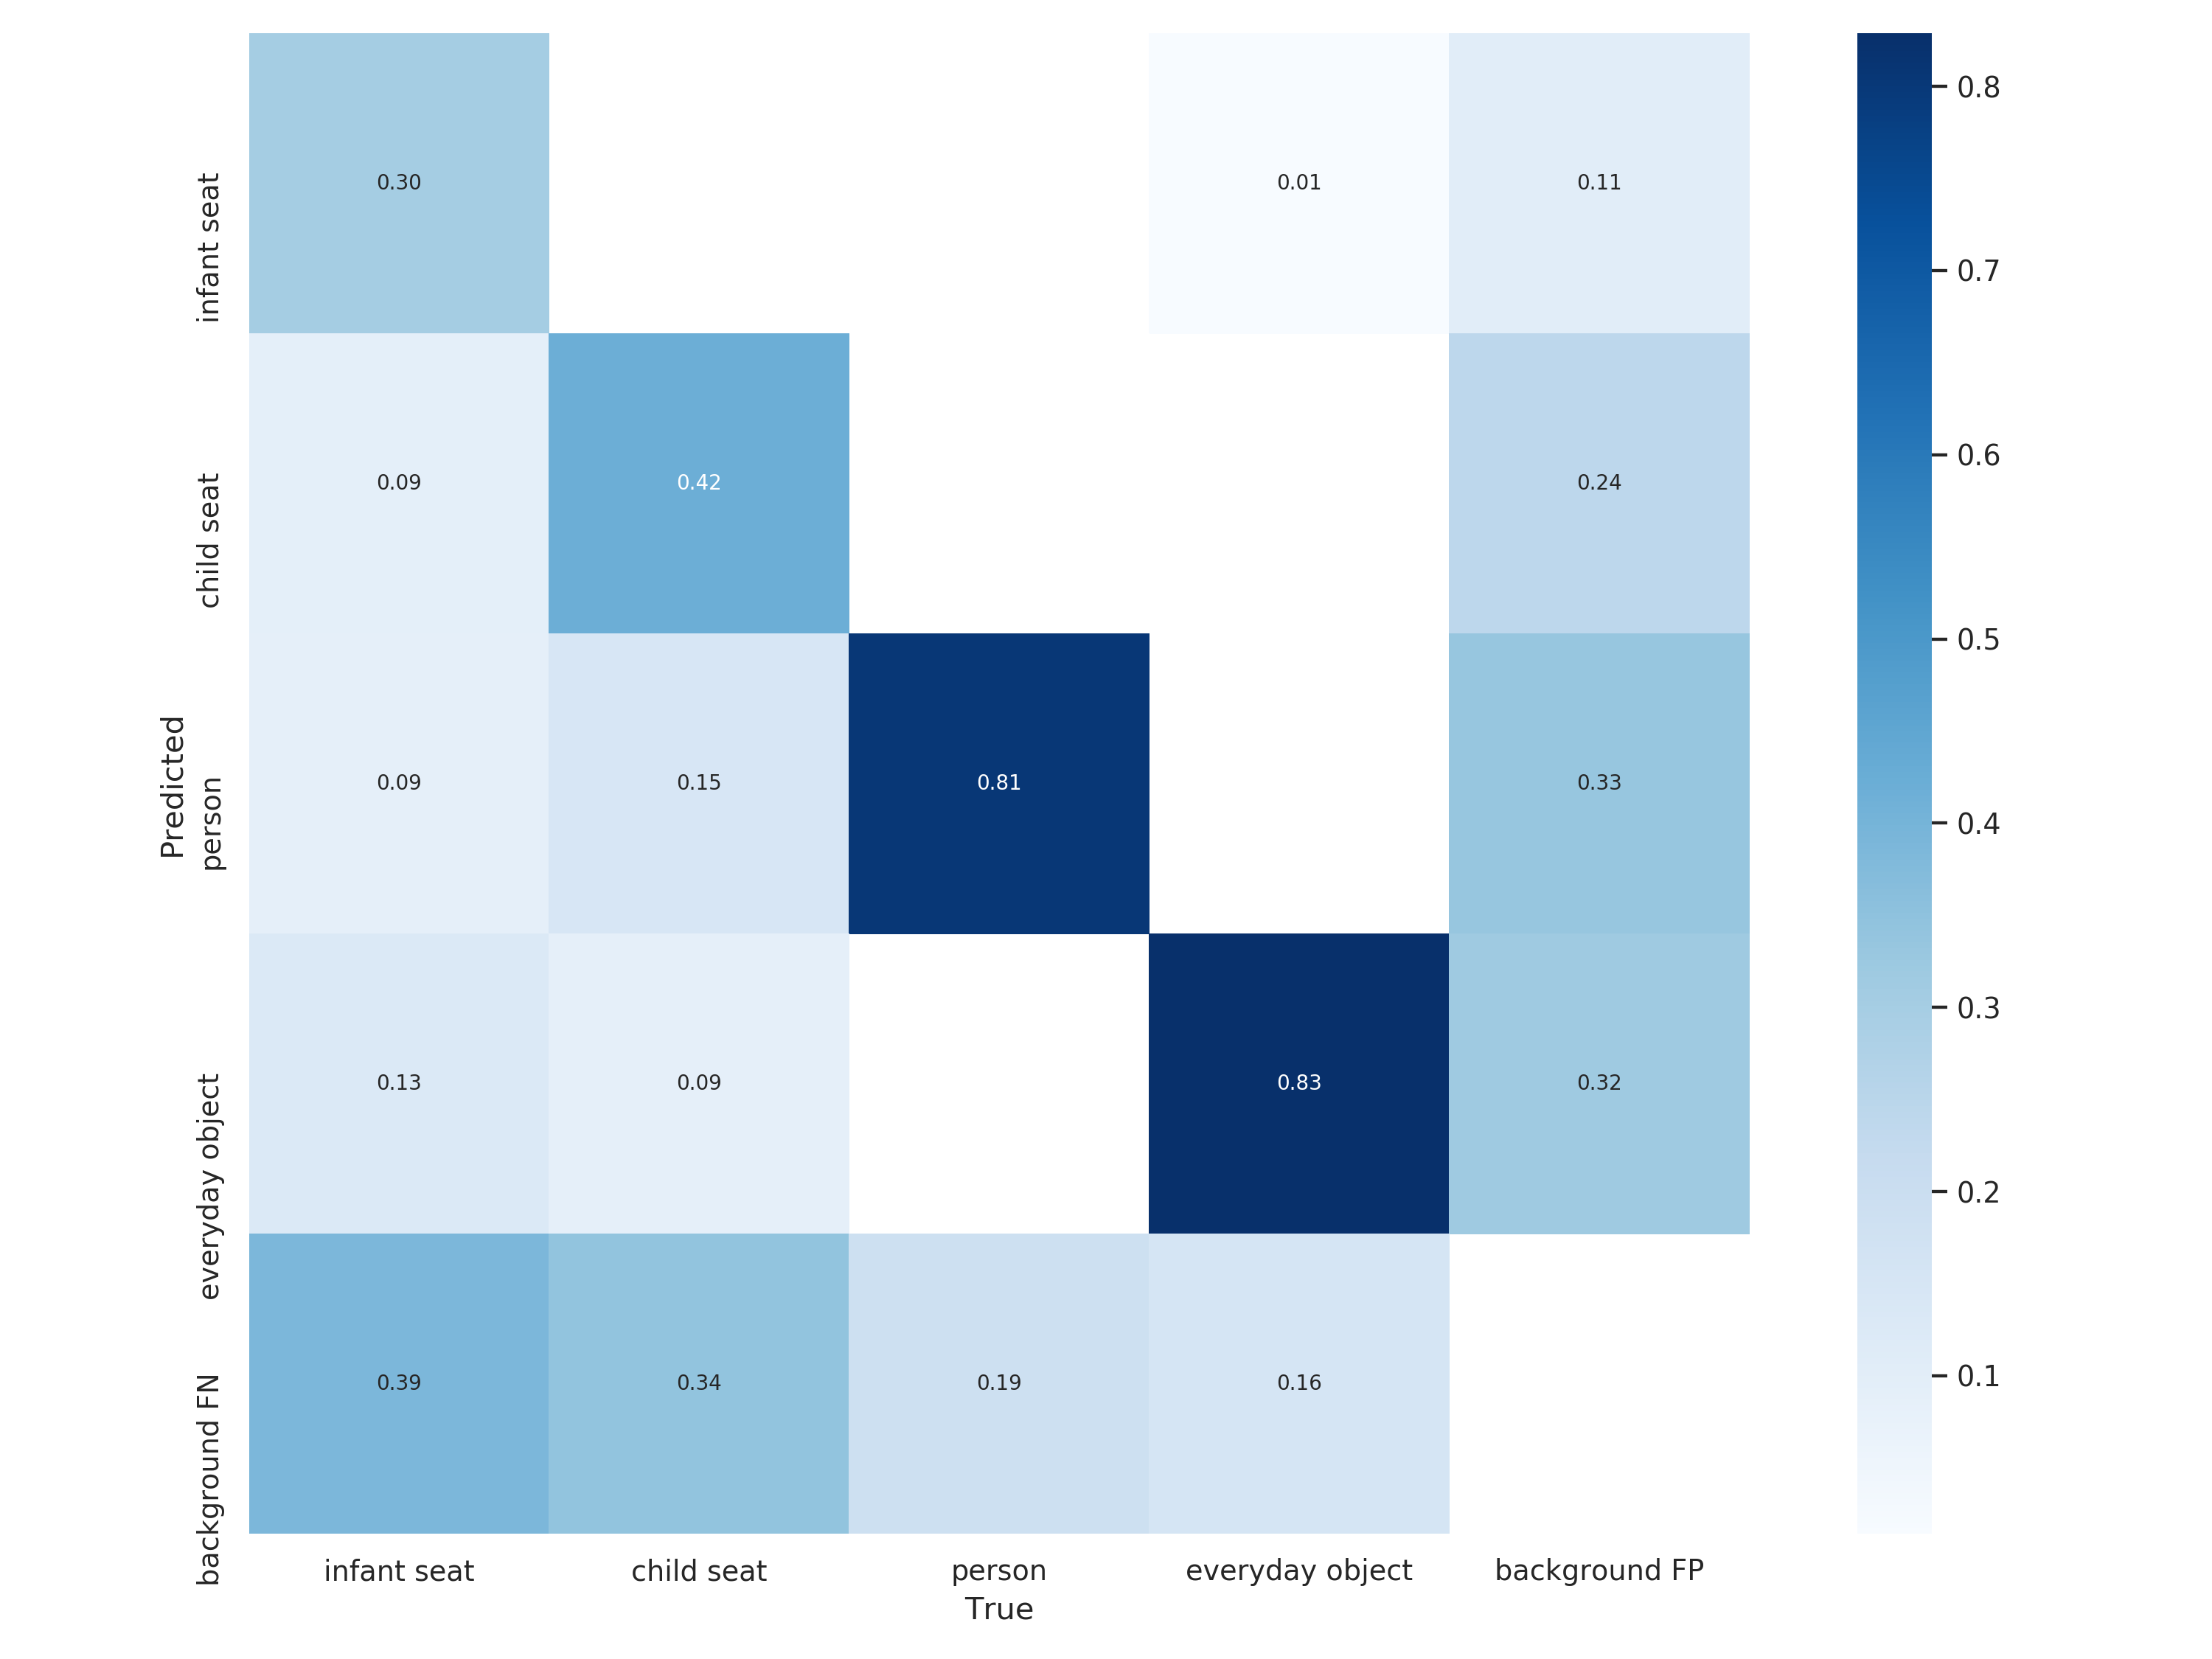 0.30 0.01 0.11
0.09 0.42 0.24
0.09 0.15 0.81 0.33
0.13 0.09 0.83 0.32
0.39 0.34 0.19 0.16
infant seat
child seat
person
everyday object
background FN
Predicted
infant seat child seat person everyday object background FP
True
0.8
0.7
0.6
0.5
0.4
0.3
0.2
0.1